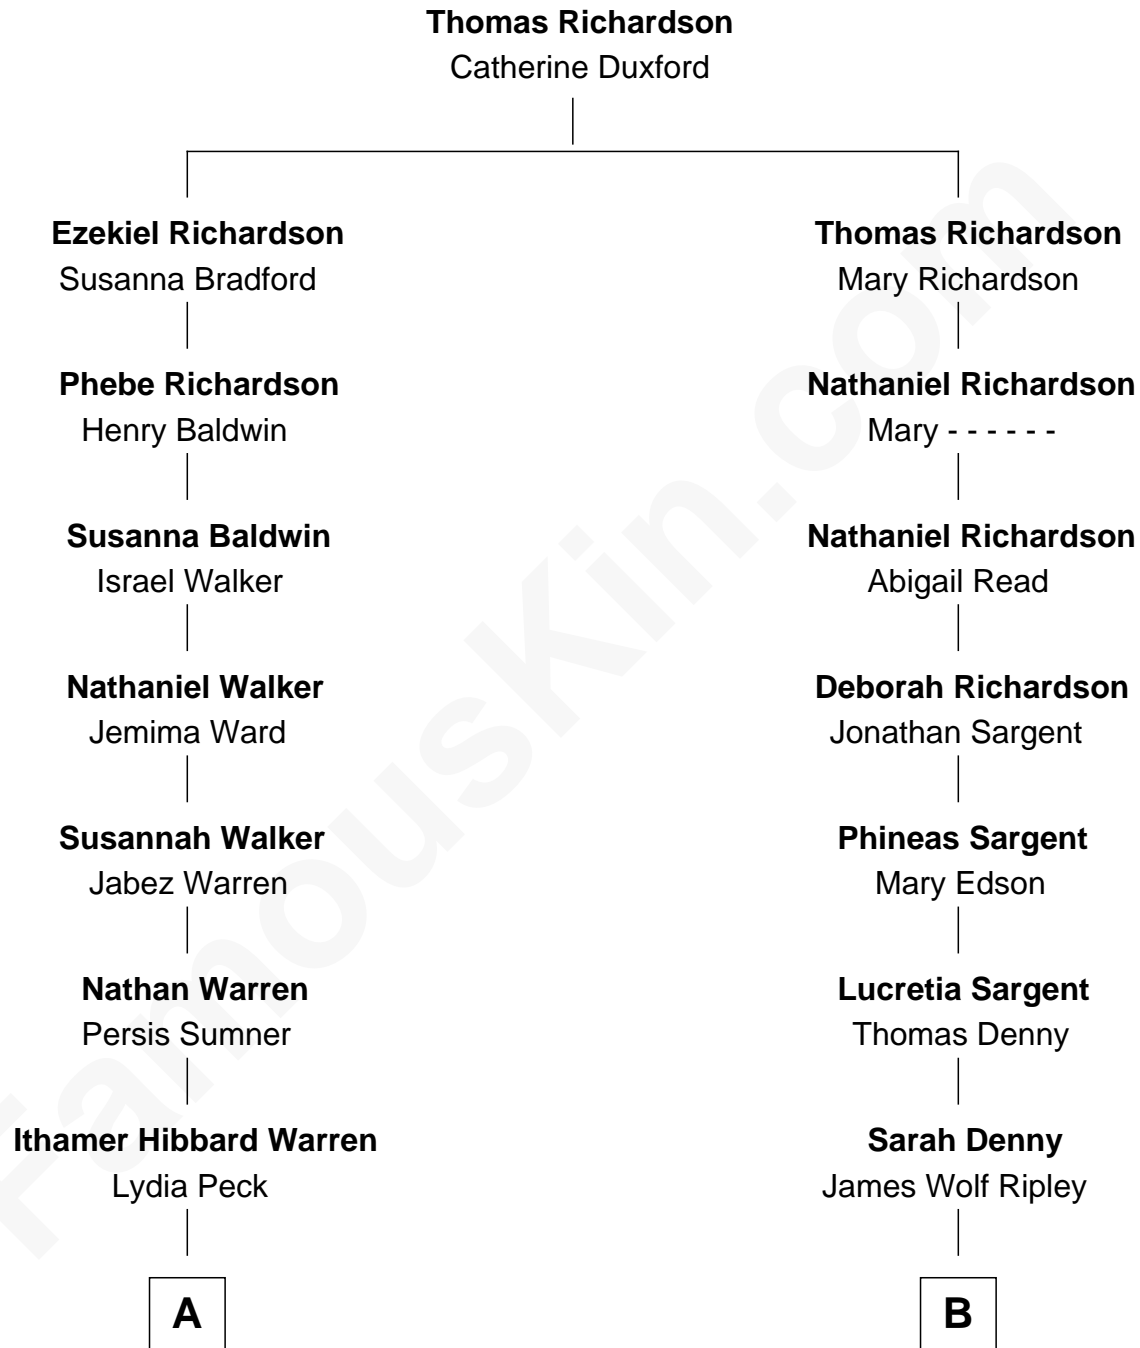 Thomas Richardson
Catherine Duxford
Ezekiel Richardson
Susanna Bradford
Thomas Richardson
Mary Richardson
Phebe Richardson
Henry Baldwin
Nathaniel Richardson
Mary - - - - - -
Susanna Baldwin
Israel Walker
Nathaniel Richardson
Abigail Read
Nathaniel Walker
Jemima Ward
Deborah Richardson
Jonathan Sargent
Susannah Walker
Jabez Warren
Phineas Sargent
Mary Edson
Nathan Warren
Persis Sumner
Lucretia Sargent
Thomas Denny
Ithamer Hibbard Warren
Lydia Peck
Sarah Denny
James Wolf Ripley
A
B
FamousKin.com